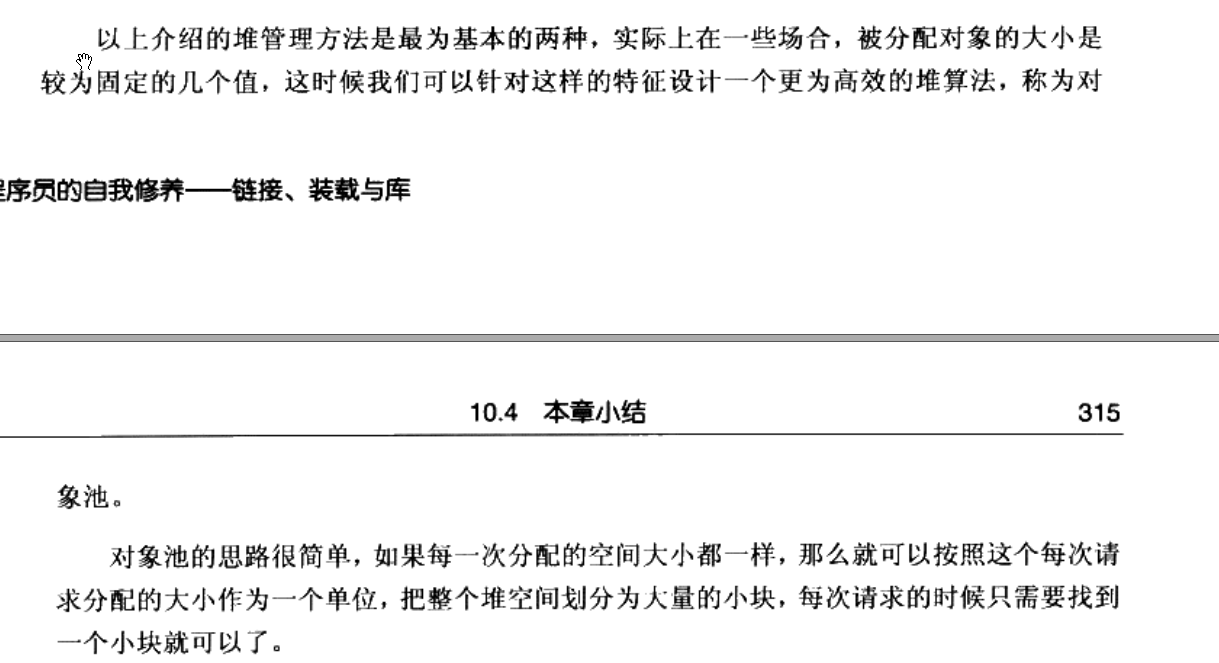 以上介绍的堆管理方法是最为基本的两种，实际上在一些场合，被分配对象的大小是
较为固定的几个值，这时候我们可以针对这样的特征设计一个更为高效的堆算法，称为对
程序员的自我修养——链接、装载与库
10.4 本章小结 315
象池。
对象池的思路很简单，如果每一次分配的空间大小都一样，那么就可以按照这个每次请
求分配的大小作为一个单位，把整个堆空间划分为大量的小块，每次请求的时候只需要找到
一个小块就可以了。